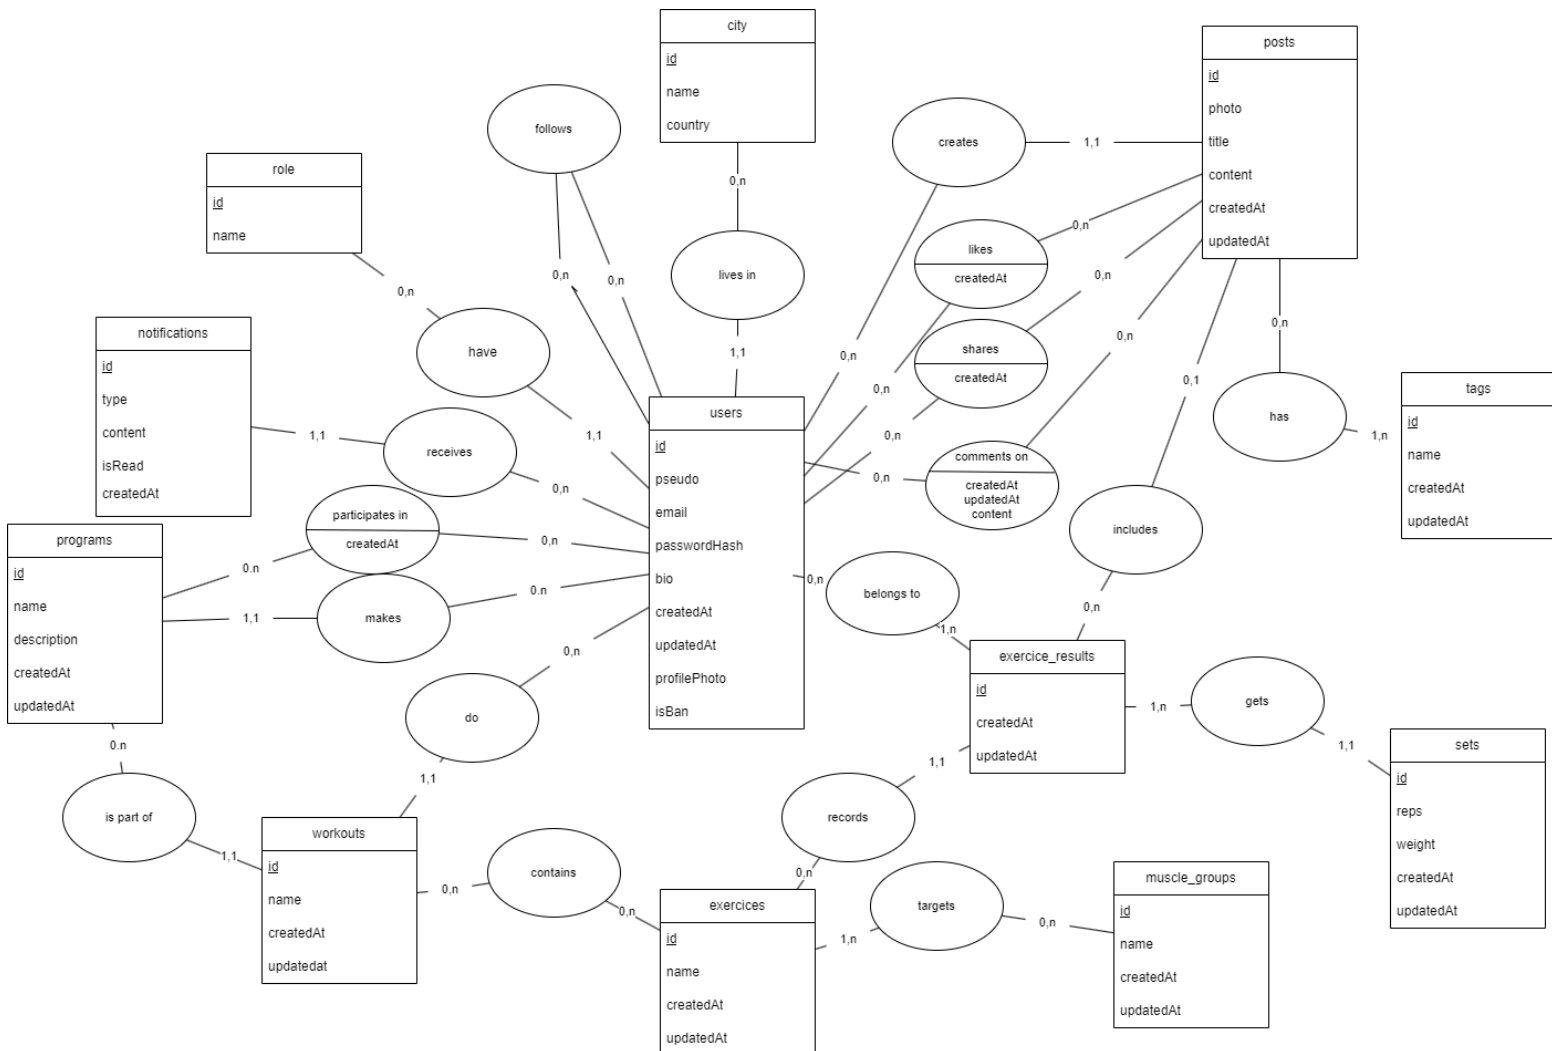 city
id
name
country
0,n
lives in
1,1
posts
id
photo
title
content
createdAt
updatedAt
follows
0,n
0,n
creates
1,1
0,n
role
id
name
0,n
have
1,1
likes
createdAt
0,n
0,n
shares
createdAt
0,n
0,n
comments on
createdAt
updatedAt
content
0,n
0,n
notifications
id
type
content
isRead
createdAt
1,1
receives
0,n
users
id
pseudo
email
passwordHash
bio
createdAt
updatedAt
profilePhoto
isBan
0,n
has
1,n
tags
id
name
createdAt
updatedAt
0,1
includes
0,n
programs
id
name
description
createdAt
updatedAt
participates in
createdAt
0.n
0,n
makes
1,1
0.n
belongs to
0,n
1,n
exercice_results
id
createdAt
updatedAt
do
0,n
1,1
gets
1,n
1,1
sets
id
reps
weight
createdAt
updatedAt
0.n
is part of
1,1
workouts
id
name
createdAt
updatedat
0,n
contains
0,n
records
1,1
0,n
exercices
id
name
createdAt
updatedAt
1,n
targets
0,n
muscle_groups
id
name
createdAt
updatedAt